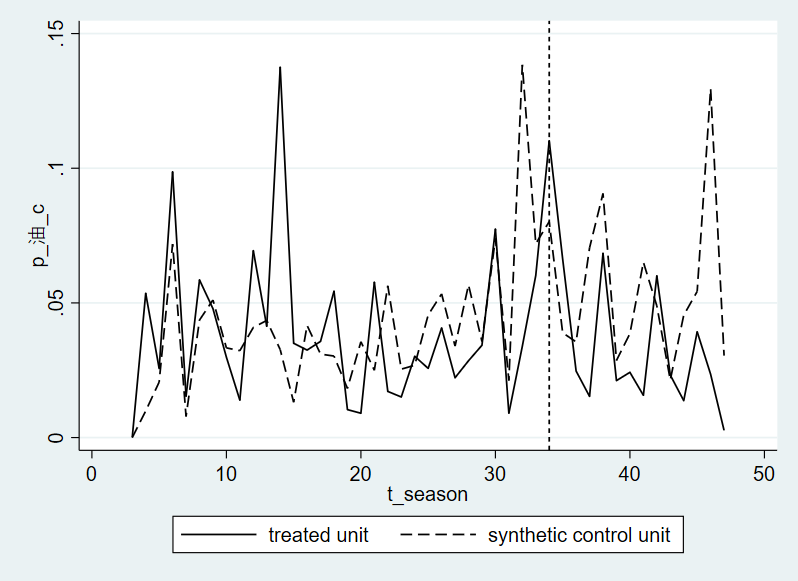 .15
.1
.05
0
p_油_c
0 10 20 30 40 50
t_season
treated unit synthetic control unit